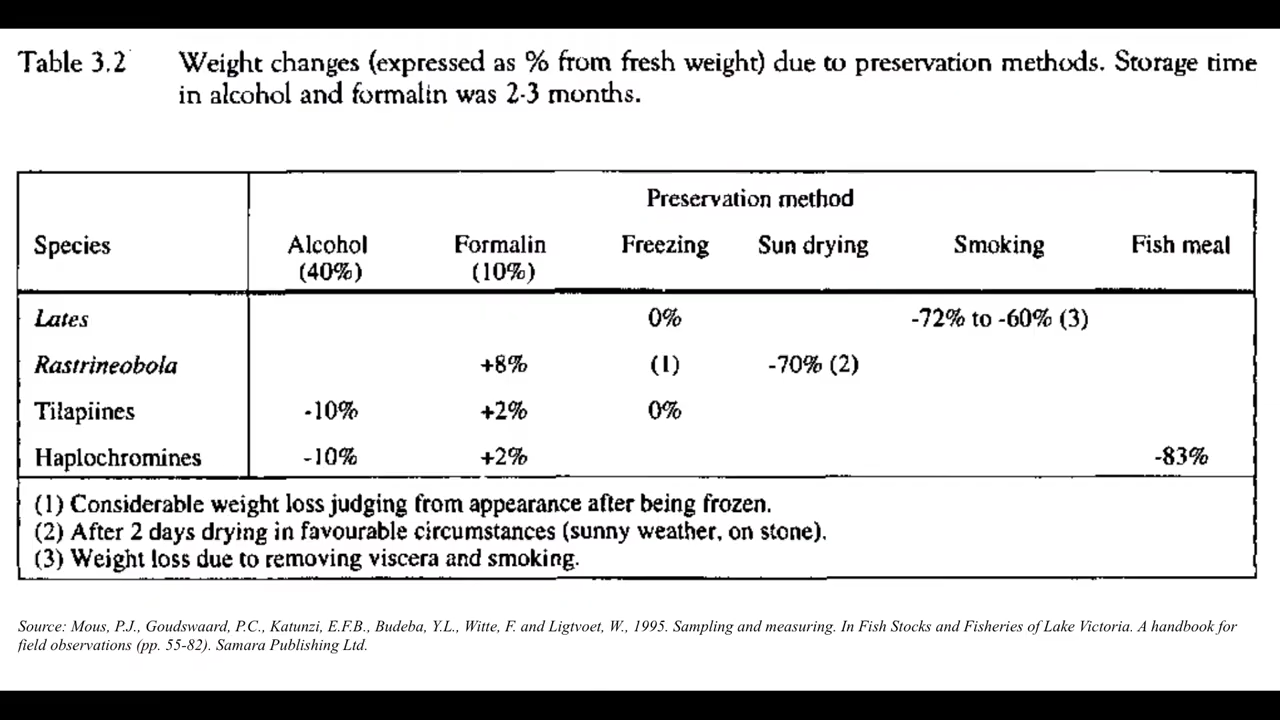 Table 3.2 Weight changes (expressed as % from fresh weight) due to preservation methods. Storage time
in alcohol and formalin was 2-3 months.
Preservation method
Species Alcohol Formalin Freezing Sun drying Smoking Fish meal
(40%) (10%)
Lates 0% -72% to -60% (3)
Rastrineobola +8% (1) -70% (2)
Tilapiines -10% +2% 0%
Haplochromines -10% +2% -83%
(1) Considerable weight loss judging from appearance after being frozen.
(2) After 2 days drying in favourable circumstances (sunny weather, on stone).
(3) Weight loss due to removing viscera and smoking.
Source: Mous, P.J., Goudswaard, P.C., Katunzi, E.F.B., Budeba, Y.L., Witte, F. and Ligtvoet, W., 1995. Sampling and measuring. In Fish Stocks and Fisheries of Lake Victoria. A handbook for
field observations (pp. 55-82). Samara Publishing Ltd.